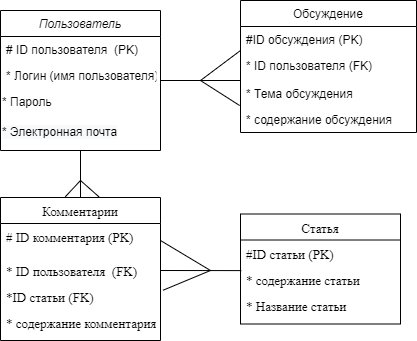 Пользователь
# ID пользователя (PK)
* Логин (имя пользователя)
* Пароль
* Электронная почта
Обсуждение
#ID обсуждения (PK)
* ID пользователя (FK)
* Тема обсуждения
* содержание обсуждения
Комментарии
# ID комментария (PK)
* ID пользователя (FK)
*ID статьи (FK)
* содержание комментария
Статья
#ID статьи (PK)
* содержание статьи
* Название статьи